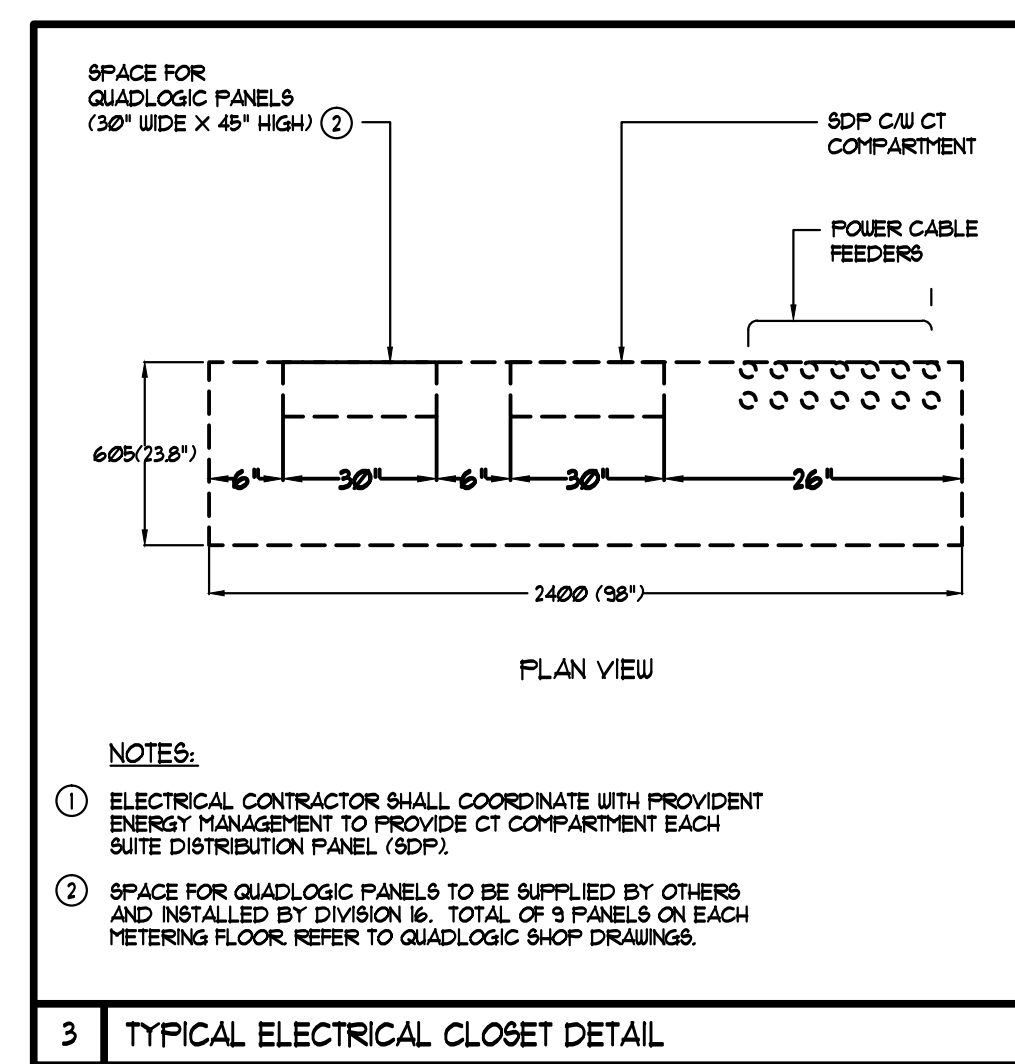 SPACE FOR
QUADLOGIC PANELS
(30" WIDE X 45" HIGH) 2
SDP C/W CT
COMPARTMENT
POWER CABLE
FEEDERS
605(23.8")
6"
30"
6"
30"
26"
2400 (98")
PLAN VIEW
NOTES:
1 ELECTRICAL CONTRACTOR SHALL COORDINATE WITH PROVIDENT
ENERGY MANAGEMENT TO PROVIDE CT COMPARTMENT EACH
SUITE DISTRIBUTION PANEL (SDP).
2 SPACE FOR QUADLOGIC PANELS TO BE SUPPLIED BY OTHERS
AND INSTALLED BY DIVISION 16. TOTAL OF 9 PANELS ON EACH
METERING FLOOR. REFER TO QUADLOGIC SHOP DRAWINGS.
3 TYPICAL ELECTRICAL CLOSET DETAIL